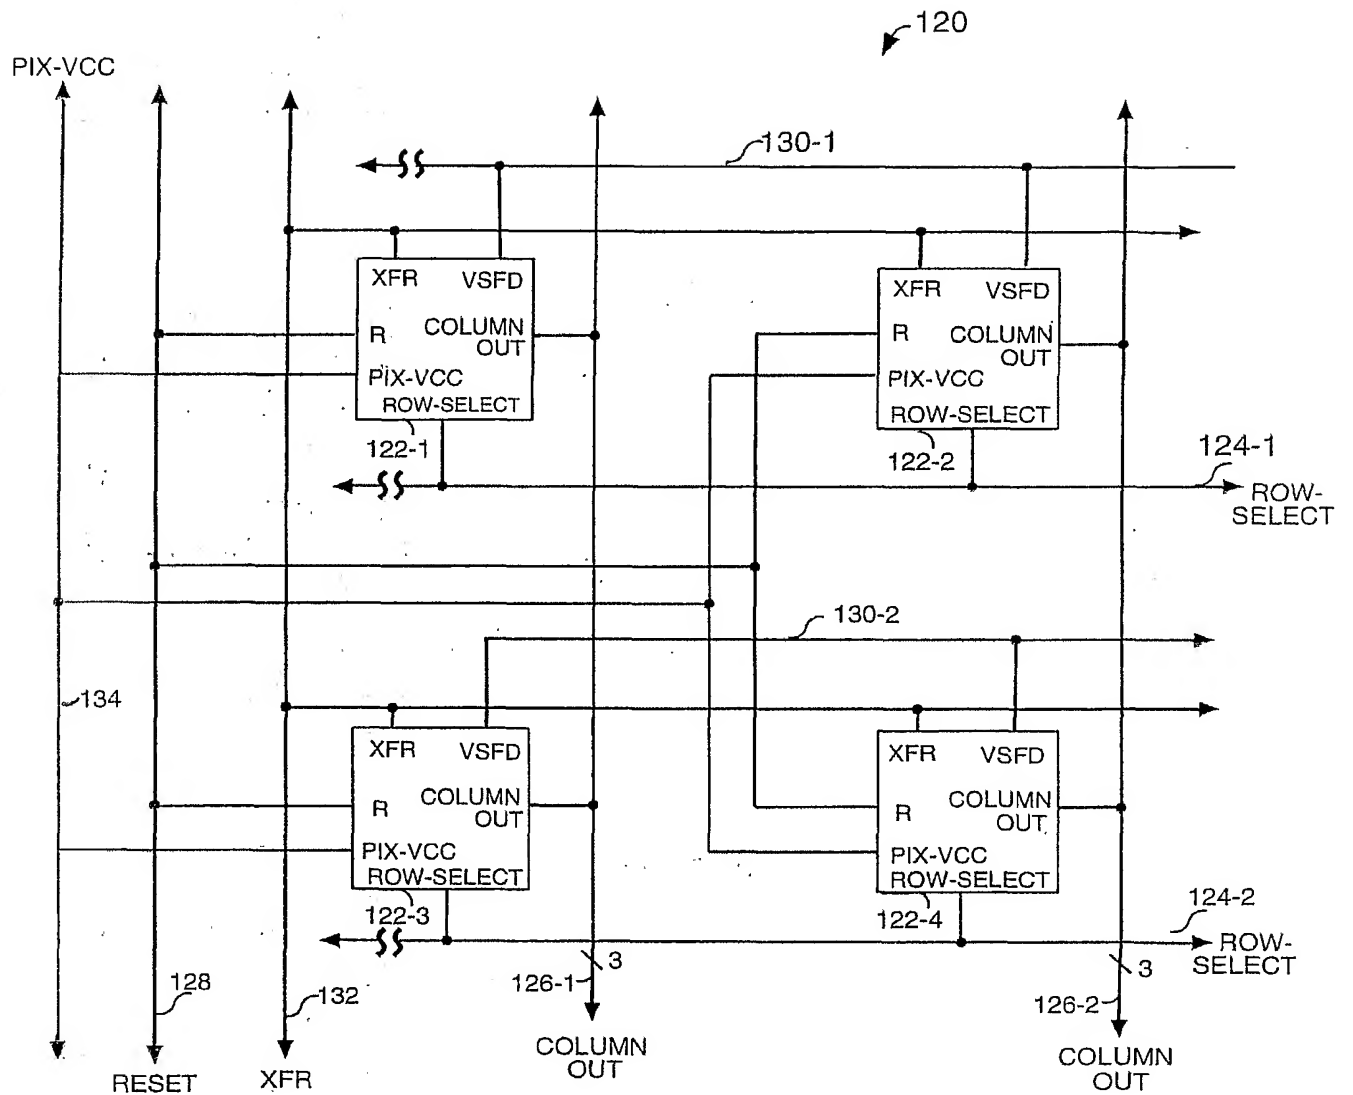 120
PIX-VCC
130-1
XFR VSFD
R COLUMN
OUT
PIX-VCC
ROW-SELECT
122-1
XFR VSFD
R COLUMN
OUT
PIX-VCC
ROW-SELECT
122-2
124-1
ROW-
SELECT
130-2
134
XFR VSFD
R COLUMN
OUT
PIX-VCC
ROW-SELECT
122-3
XFR VSFD
R COLUMN
OUT
PIX-VCC
ROW-SELECT
122-4
124-2
ROW-
SELECT
3
126-1
3
126-2
128
132
RESET
XFR
COLUMN
OUT
COLUMN
OUT